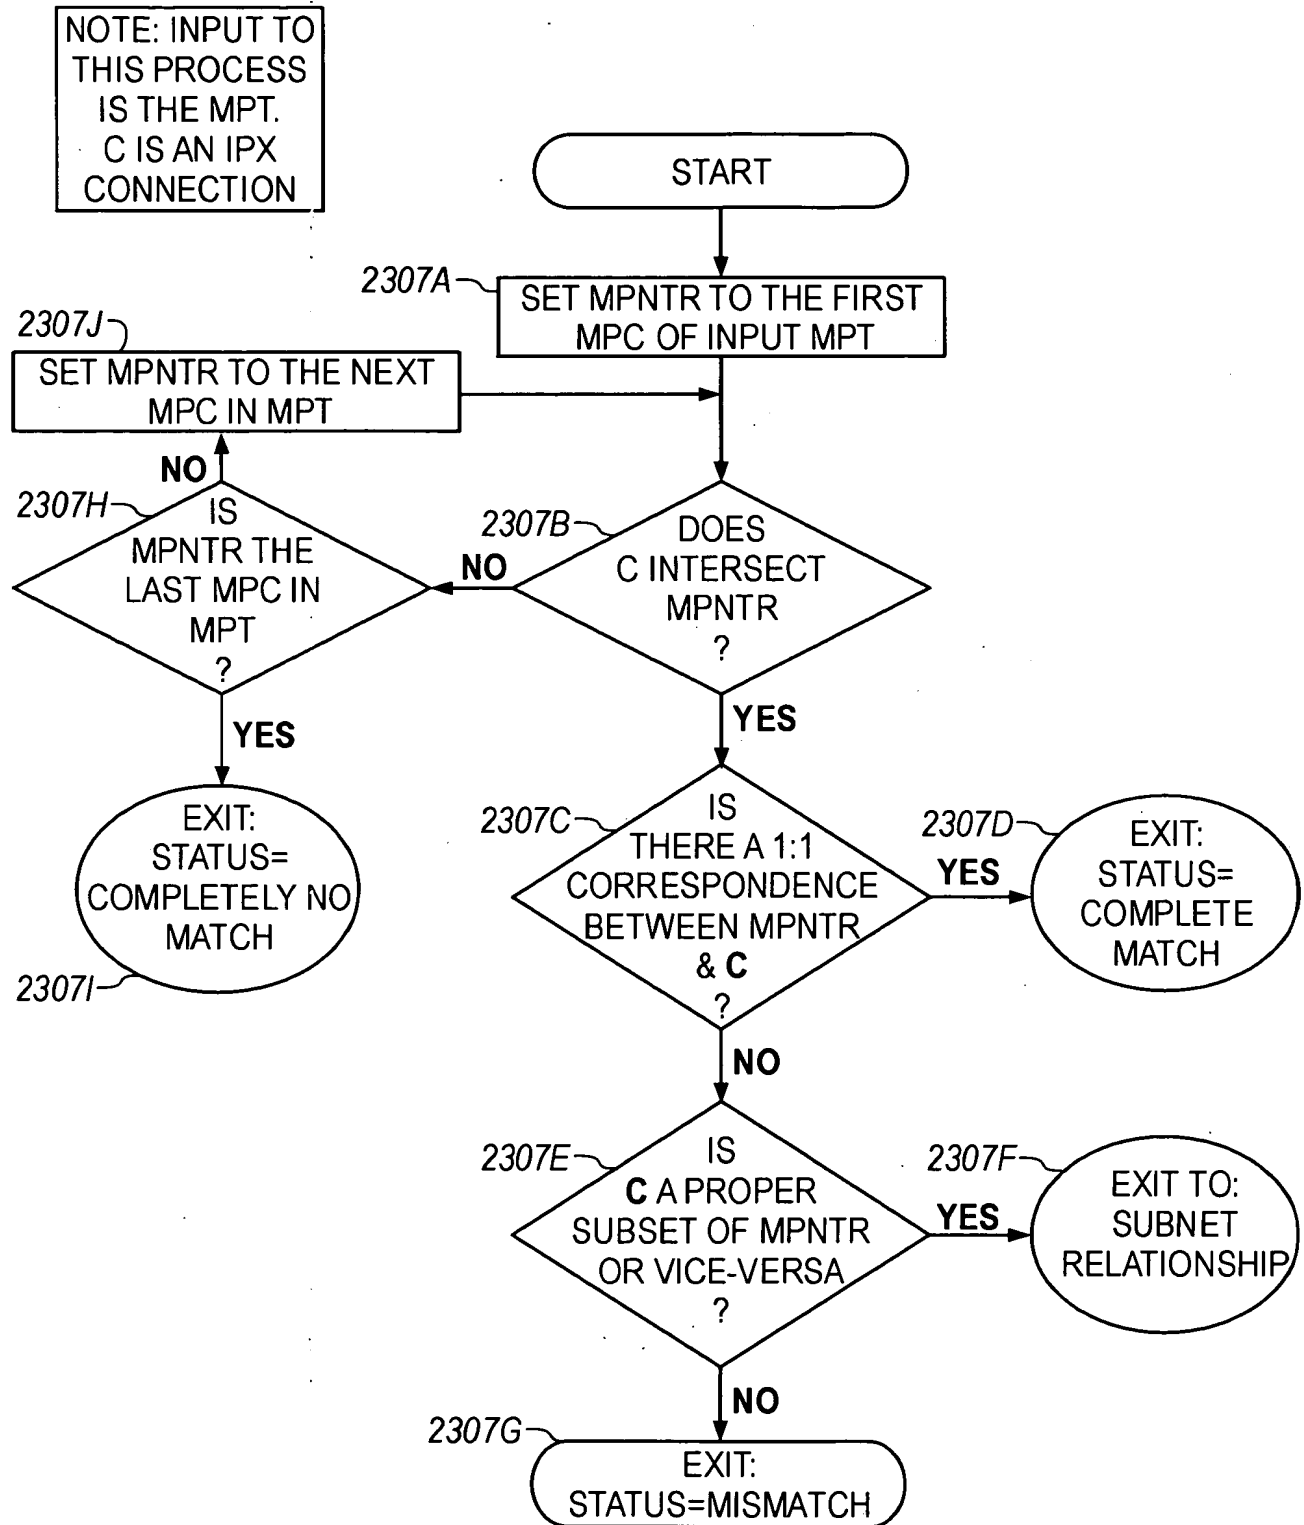 NOTE: INPUT TO
THIS PROCESS
IS THE MPT.
C IS AN IPX
CONNECTION
START
2307A
SET MPNTR TO THE FIRST
MPC OF INPUT MPT
2307J
SET MPNTR TO THE NEXT
MPC IN MPT
NO
2307H
IS
MPNTR THE
LAST MPC IN
MPT
?
2307B
DOES
C INTERSECT
MPNTR
?
NO
YES
YES
EXIT:
STATUS=
COMPLETELY NO
MATCH
2307I
2307C
IS
THERE A 1:1
CORRESPONDENCE
BETWEEN MPNTR
& C
?
YES
2307D
EXIT:
STATUS=
COMPLETE
MATCH
NO
2307E
IS
C A PROPER
SUBSET OF MPNTR
OR VICE-VERSA
?
YES
2307F
EXIT TO:
SUBNET
RELATIONSHIP
NO
2307G
EXIT:
STATUS=MISMATCH